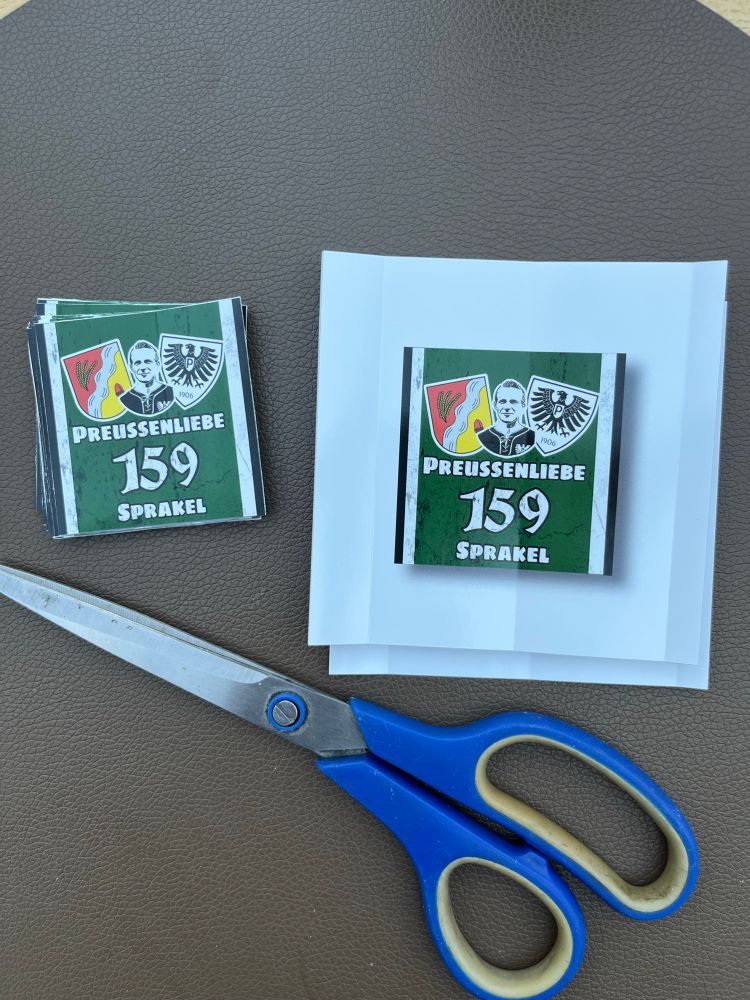 P
1906
PREUSSENLIEBE
159
SPRAKEL
P
1906
PREUSSENLIEBE
159
SPRAKEL